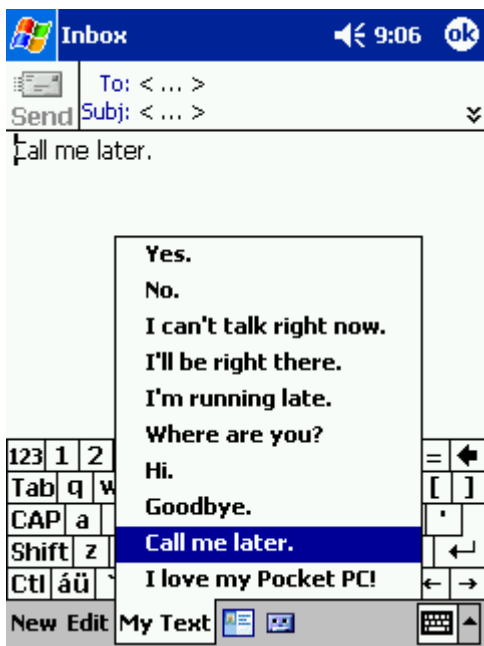 Inbox 9:06 ok
To: < ... >
Send Subj: < ... >
Call me later.
Yes.
No.
I can't talk right now.
I'll be right there.
I'm running late.
Where are you?
Hi.
Goodbye.
Call me later.
I love my Pocket PC!
123 1 2 =
Tab q w [ ]
CAP a '
Shift z
Ctl áü `
New Edit My Text